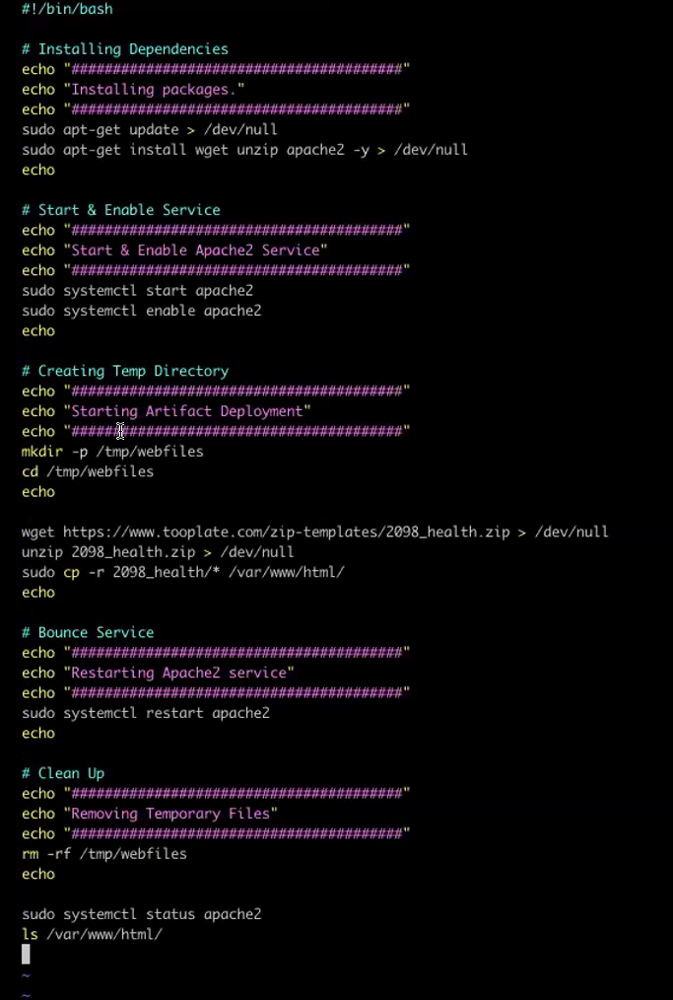 #!/bin/bash

# Installing Dependencies
echo "########################################"
echo "Installing packages."
echo "########################################"
sudo apt-get update > /dev/null
sudo apt-get install wget unzip apache2 -y > /dev/null
echo

# Start & Enable Service
echo "########################################"
echo "Start & Enable Apache2 Service"
echo "########################################"
sudo systemctl start apache2
sudo systemctl enable apache2
echo

# Creating Temp Directory
echo "########################################"
echo "Starting Artifact Deployment"
echo "########################################"
mkdir -p /tmp/webfiles
cd /tmp/webfiles
echo

wget https://www.tooplate.com/zip-templates/2098_health.zip > /dev/null
unzip 2098_health.zip > /dev/null
sudo cp -r 2098_health/* /var/www/html/
echo

# Bounce Service
echo "########################################"
echo "Restarting Apache2 service"
echo "########################################"
sudo systemctl restart apache2
echo

# Clean Up
echo "########################################"
echo "Removing Temporary Files"
echo "########################################"
rm -rf /tmp/webfiles
echo

sudo systemctl status apache2
ls /var/www/html/

~
~